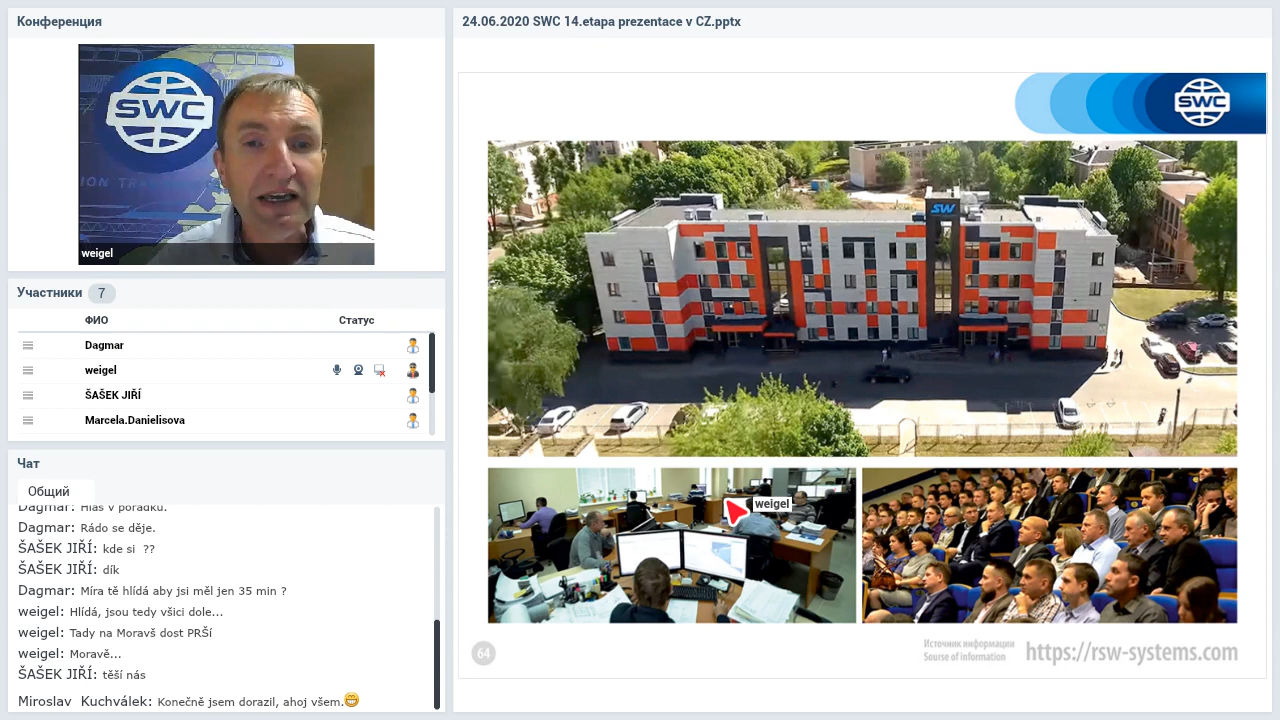 Конференция
SWC
weigel
Участники 7
ФИО Статус
Dagmar
weigel
ŠAŠEK JIŘÍ
Marcela.Danielisova
Чат
Общий
Dagmar: Hlas v pořádku.
Dagmar: Rádo se děje.
ŠAŠEK JIŘÍ: kde si ??
ŠAŠEK JIŘÍ: dík
Dagmar: Míra tě hlídá aby jsi měl jen 35 min ?
weigel: Hlídá, jsou tedy všici dole...
weigel: Tady na Moravš dost PRŠí
weigel: Moravě...
ŠAŠEK JIŘÍ: těší nás
Miroslav Kuchválek: Konečně jsem dorazil, ahoj všem.
24.06.2020 SWC 14.etapa prezentace v CZ.pptx
SWC
SW
weigel
64
Источник информации
Sourse of information
https://rsw-systems.com